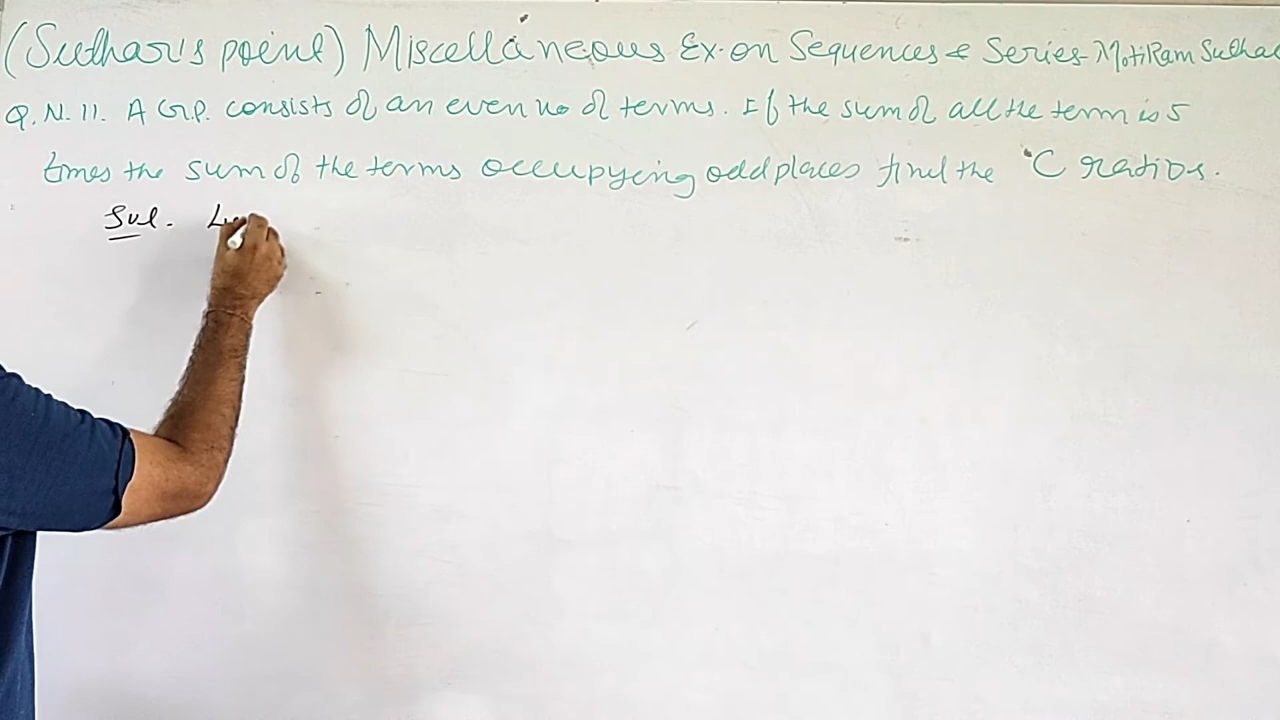 (Suthar's point) Miscellaneous Ex. on Sequences & Series - MotiRam Suthar
Q.N. 11. A G.P. consists of an even no of terms. If the sum of all the term is 5
times the sum of the terms occupying odd places find the C ratios.
Sol. Let